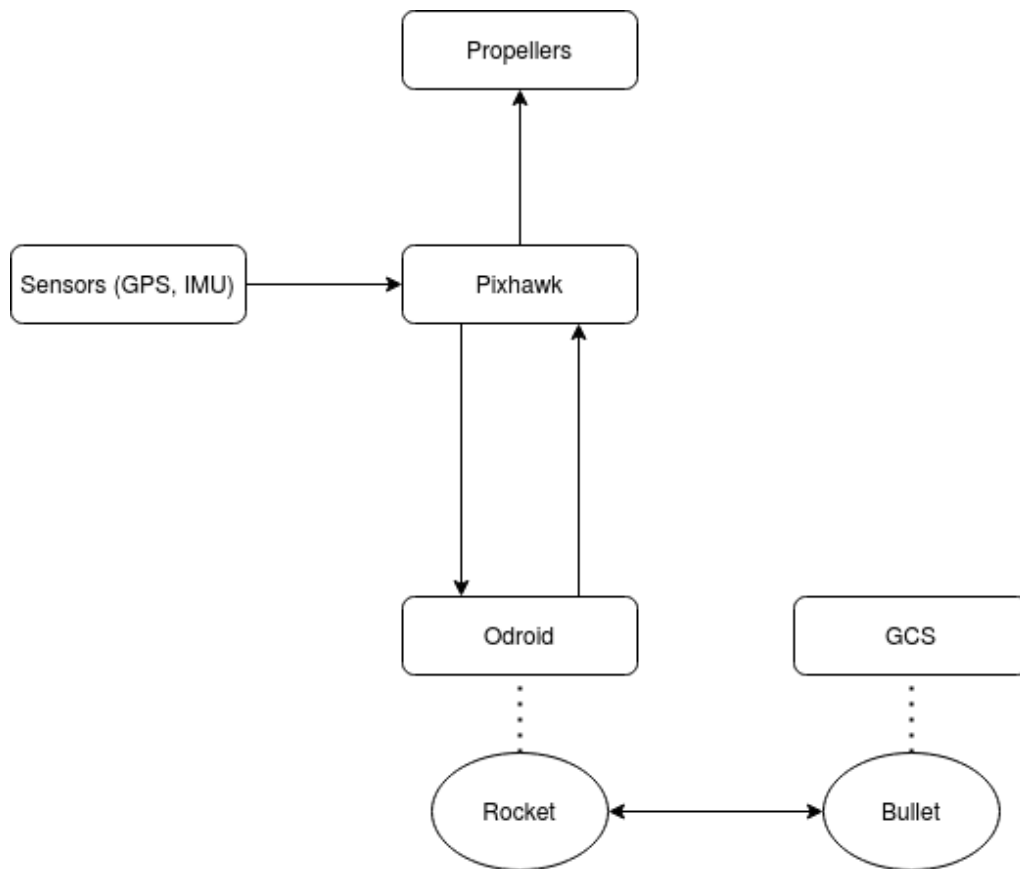 Propellers
Sensors (GPS, IMU)
Pixhawk
Odroid
GCS
Rocket
Bullet